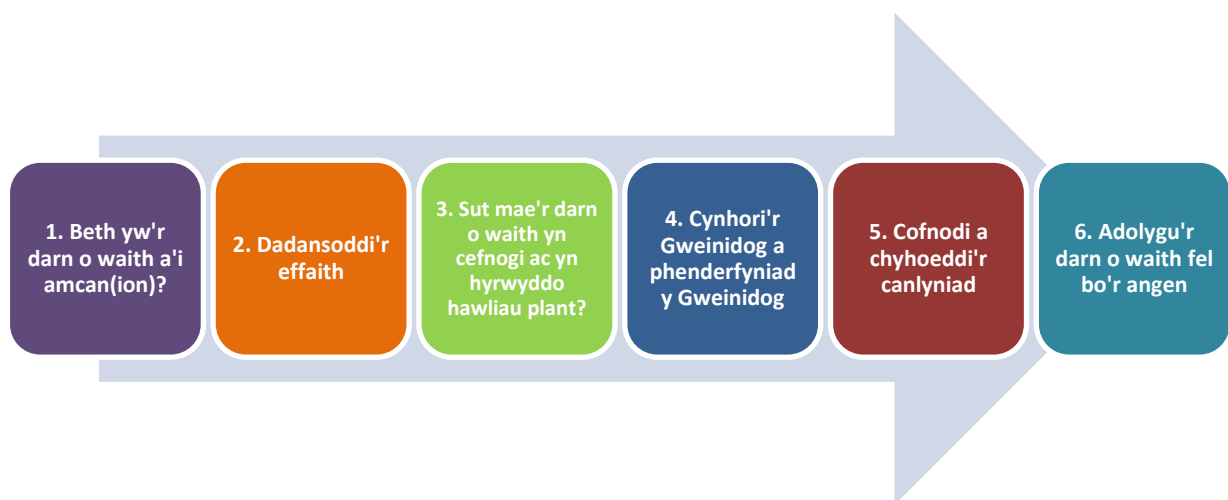 1. Beth yw'r
darn o waith a'i
amcan(ion)?
2. Dadansoddi'r
effaith
3. Sut mae'r darn
o waith yn
cefnogi ac yn
hyrwyddo
hawliau plant?
4. Cynhori'r
Gweinidog a
phenderfyniad
y Gweinidog
5. Cofnodi a
chyhoeddi'r
canlyniad
6. Adolygu'r
darn o waith fel
bo'r angen